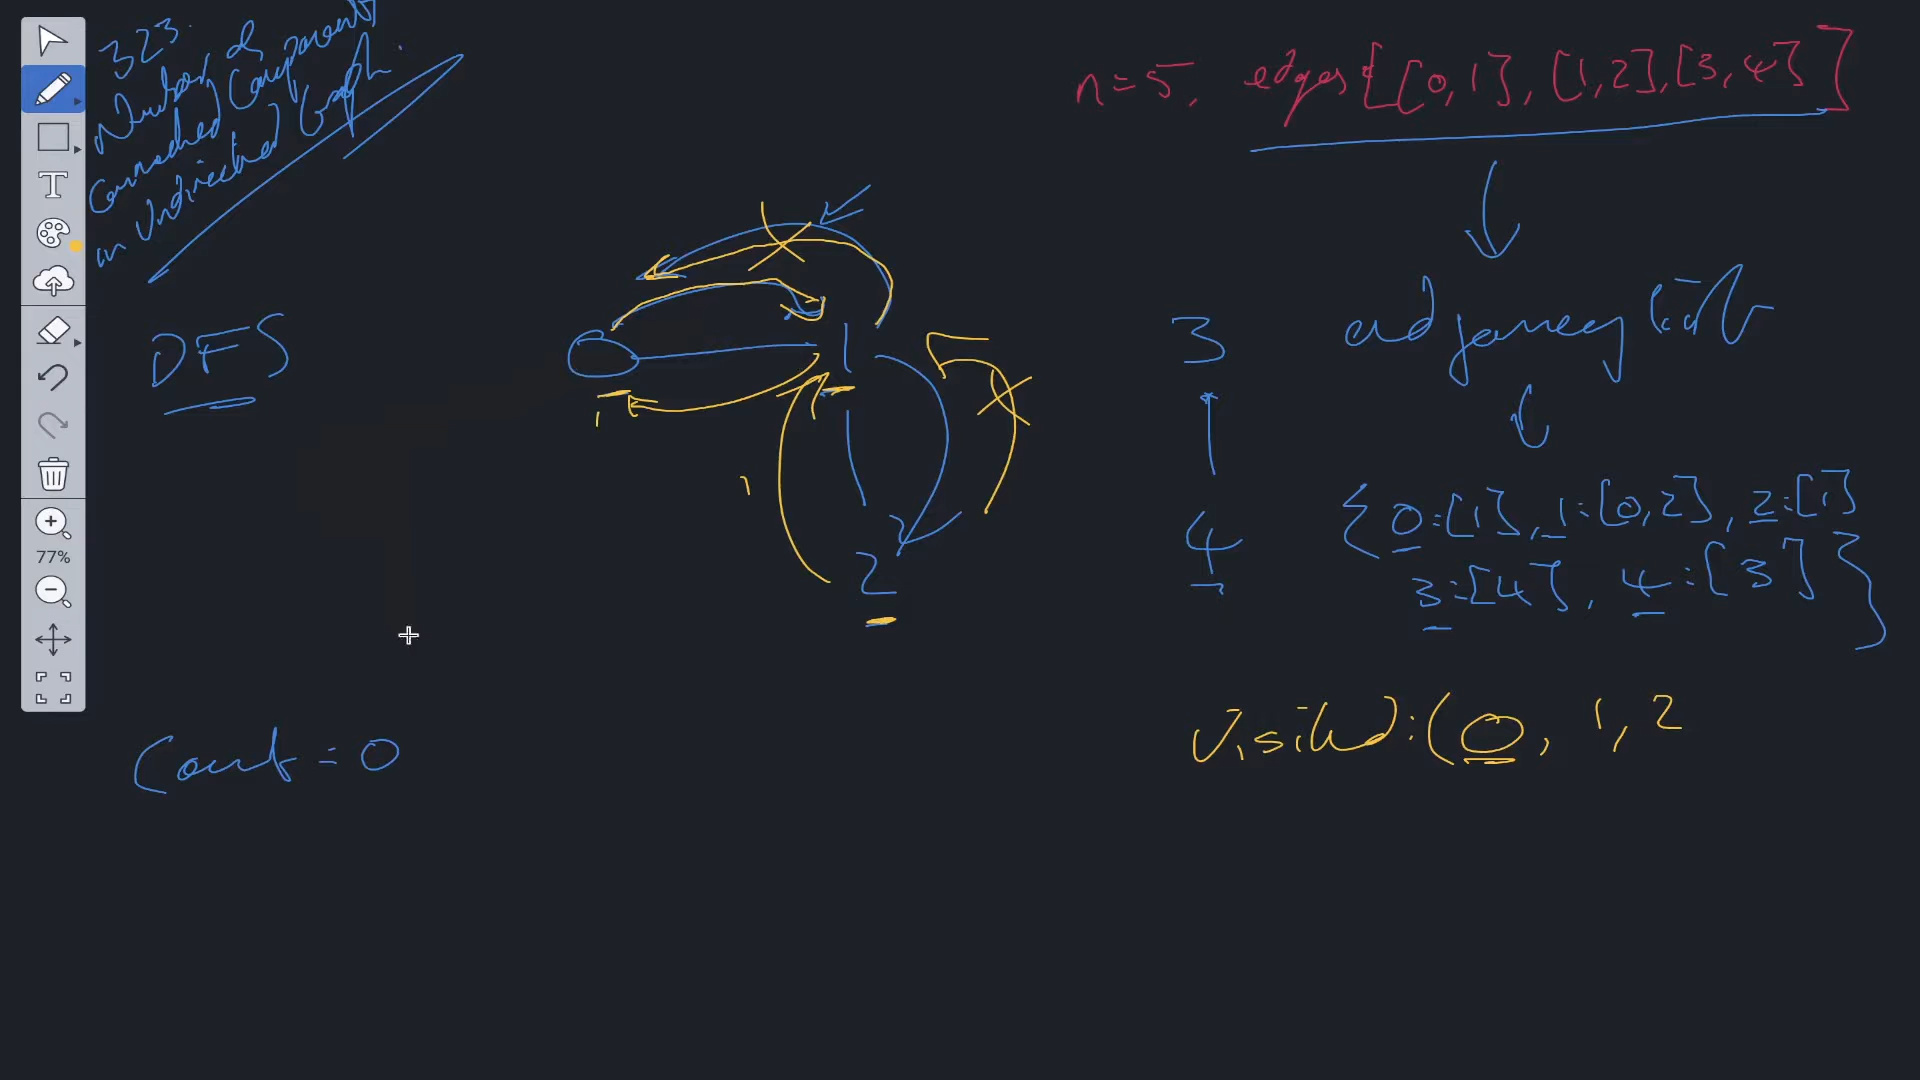 323.
Number of
Connected Components
in Undirected Graph.
n=5, edges[[0,1],[1,2],[3,4]]
DFS
0
1
2
3
4
adjacency list
{0:[1],1:[0,2],2:[1]
3:[4], 4:[3]}
visited:(0, 1, 2
Count = 0
77%
T